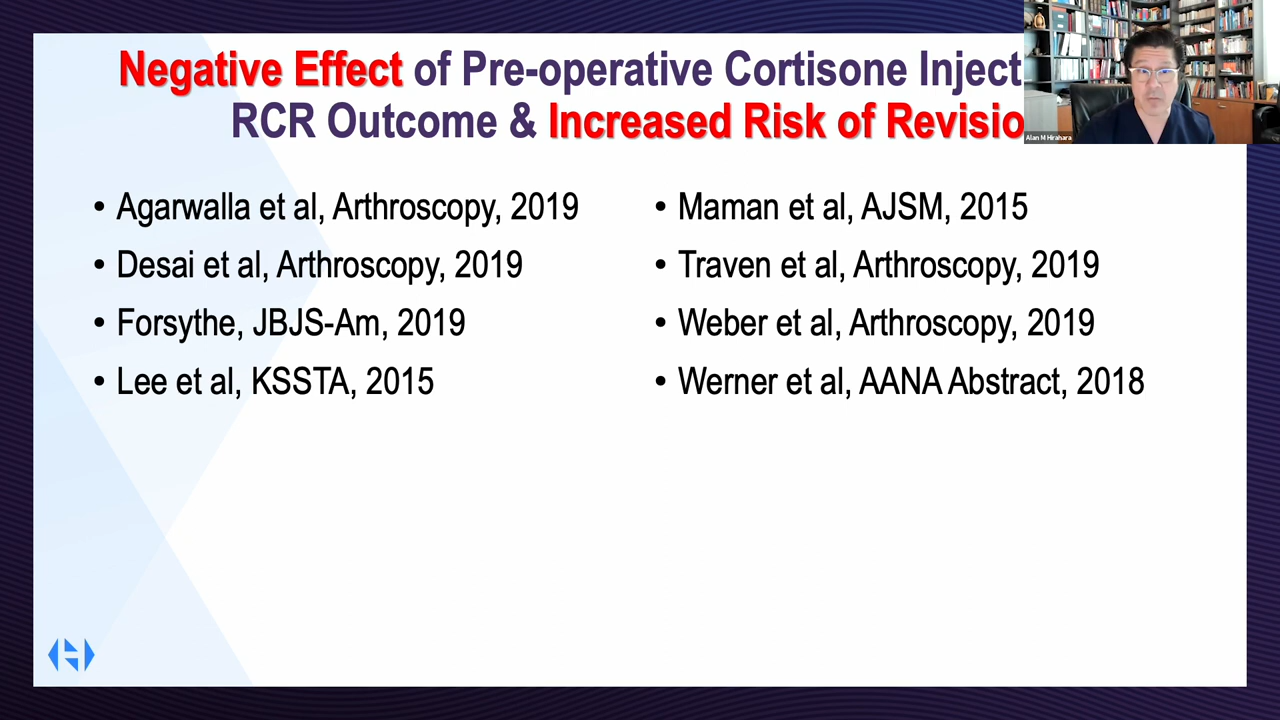 Negative Effect of Pre-operative Cortisone Inject
RCR Outcome & Increased Risk of Revisio
Alan M Hirahara
• Agarwalla et al, Arthroscopy, 2019
• Desai et al, Arthroscopy, 2019
• Forsythe, JBJS-Am, 2019
• Lee et al, KSSTA, 2015
• Maman et al, AJSM, 2015
• Traven et al, Arthroscopy, 2019
• Weber et al, Arthroscopy, 2019
• Werner et al, AANA Abstract, 2018